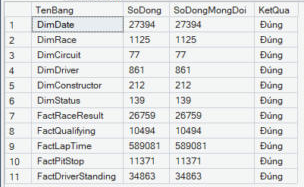 TenBang SoDong SoDongMongDoi KetQua
1 DimDate 27394 27394 Đúng
2 DimRace 1125 1125 Đúng
3 DimCircuit 77 77 Đúng
4 DimDriver 861 861 Đúng
5 DimConstructor 212 212 Đúng
6 DimStatus 139 139 Đúng
7 FactRaceResult 26759 26759 Đúng
8 FactQualifying 10494 10494 Đúng
9 FactLapTime 589081 589081 Đúng
10 FactPitStop 11371 11371 Đúng
11 FactDriverStanding 34863 34863 Đúng